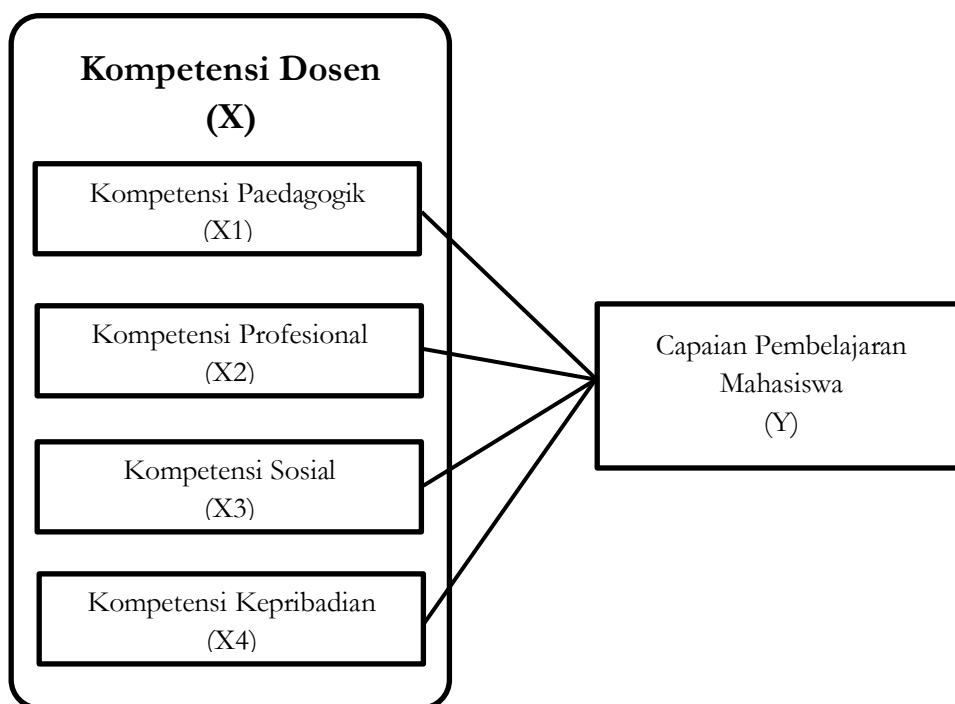 Kompetensi Dosen
(X)
Kompetensi Paedagogik
(X1)
Kompetensi Profesional
(X2)
Kompetensi Sosial
(X3)
Kompetensi Kepribadian
(X4)
Capaian Pembelajaran
Mahasiswa
(Y)